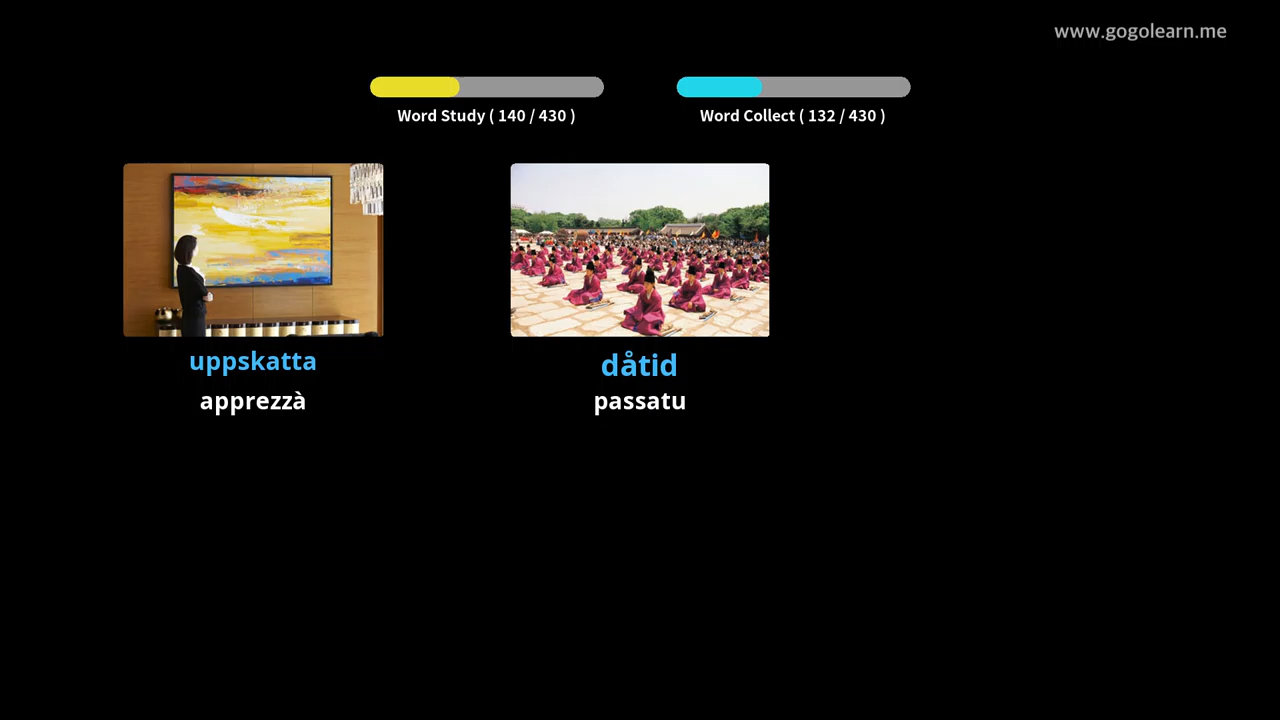 www.gogolearn.me
Word Study ( 140 / 430 )
Word Collect ( 132 / 430 )
uppskatta
apprezzà
dåtid
passatu